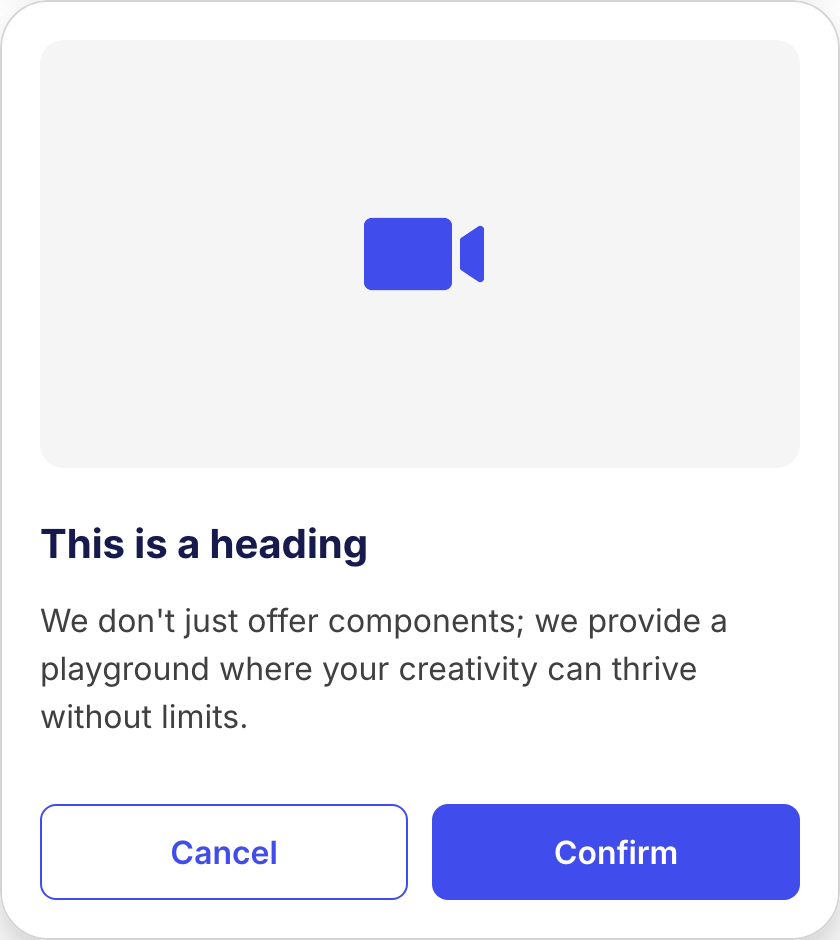 This is a heading
We don't just offer components; we provide a
playground where your creativity can thrive
without limits.
Cancel
Confirm